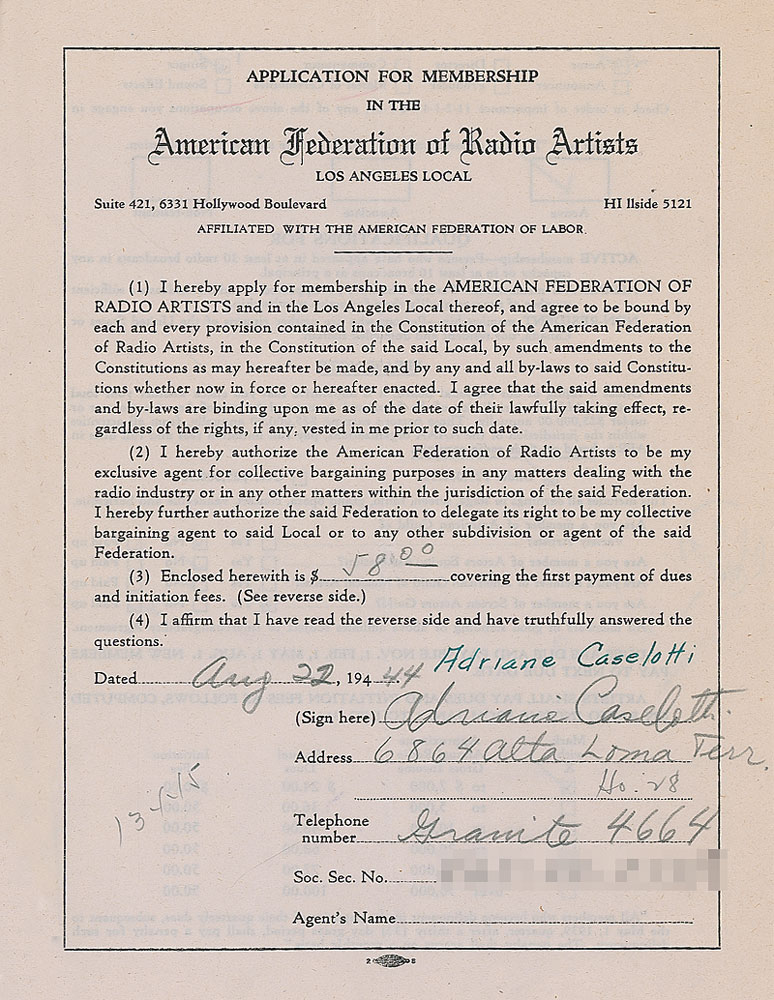 APPLICATION FOR MEMBERSHIP
IN THE
American Federation of Radio Artists
LOS ANGELES LOCAL
Suite 421, 6331 Hollywood Boulevard HI llside 5121
AFFILIATED WITH THE AMERICAN FEDERATION OF LABOR.
(1) I hereby apply for membership in the AMERICAN FEDERATION OF
RADIO ARTISTS and in the Los Angeles Local thereof, and agree to be bound by
each and every provision contained in the Constitution of the American Federation
of Radio Artists, in the Constitution of the said Local, by such amendments to the
Constitutions as may hereafter be made, and by any and all by-laws to said Constitu-
tions whether now in force or hereafter enacted. I agree that the said amendments
and by-laws are binding upon me as of the date of their lawfully taking effect, re-
gardless of the rights, if any, vested in me prior to such date.
(2) I hereby authorize the American Federation of Radio Artists to be my
exclusive agent for collective bargaining purposes in any matters dealing with the
radio industry or in any other matters within the jurisdiction of the said Federation.
I hereby further authorize the said Federation to delegate its right to be my collective
bargaining agent to said Local or to any other subdivision or agent of the said
Federation.
(3) Enclosed herewith is $ 58 00 covering the first payment of dues
and initiation fees. (See reverse side.)
(4) I affirm that I have read the reverse side and have truthfully answered the
questions.
Adriane Caselotti
Dated Aug 22, 194 44
(Sign here) Adriana Caselotti
Address 6864 Alta Loma Terr.
Ho. 28
Telephone
number Granite 4664
Soc. Sec. No.
Agent's Name